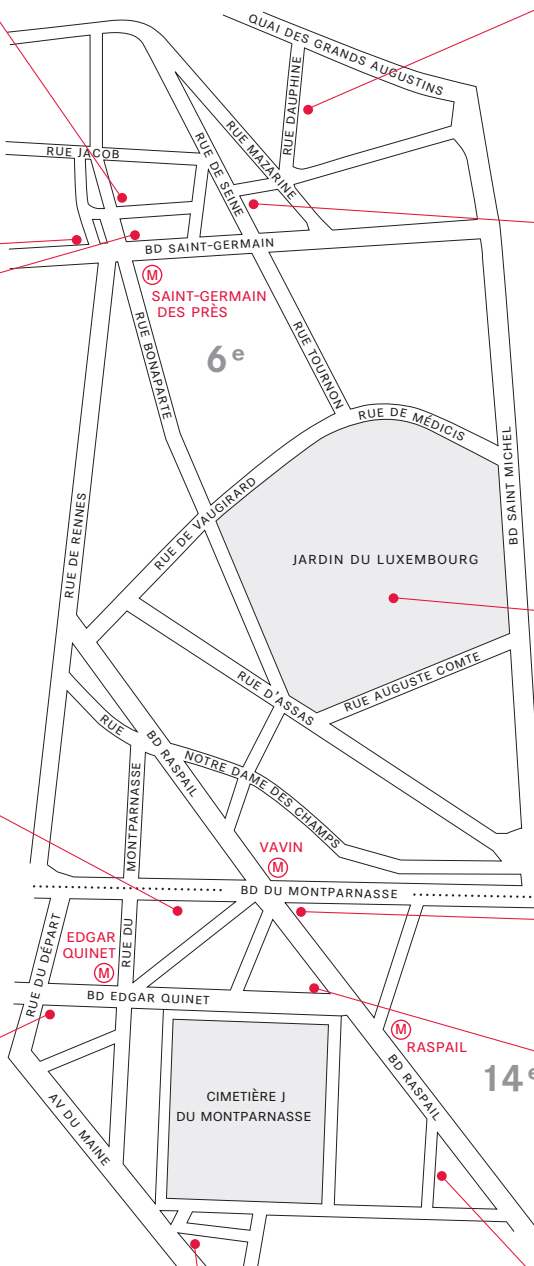 QUAI DES GRANDS AUGUSTINS
RUE DAUPHINE
RUE MAZARINE
RUE JACOB
RUE DE SEINE
BD SAINT-GERMAIN
M
SAINT-GERMAIN
DES PRÈS
RUE BONAPARTE
6e
RUE TOURNON
RUE DE MÉDICIS
BD SAINT MICHEL
RUE DE VAUGIRARD
RUE DE RENNES
JARDIN DU LUXEMBOURG
RUE AUGUSTE COMTE
RUE D'ASSAS
RUE
NOTRE DAME DES CHAMPS
BD RASPAIL
MONTPARNASSE
RUE DU
VAVIN
M
BD DU MONTPARNASSE
EDGAR
QUINET
M
RUE DU DÉPART
BD EDGAR QUINET
M
RASPAIL
BD RASPAIL
14e
CIMETIÈRE J
DU MONTPARNASSE
AV DU MAINE